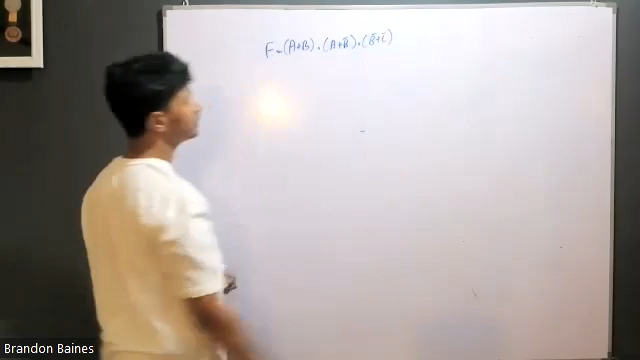 F = (A+B) . (A+B̅) . (B̅+C̅)
Brandon Baines